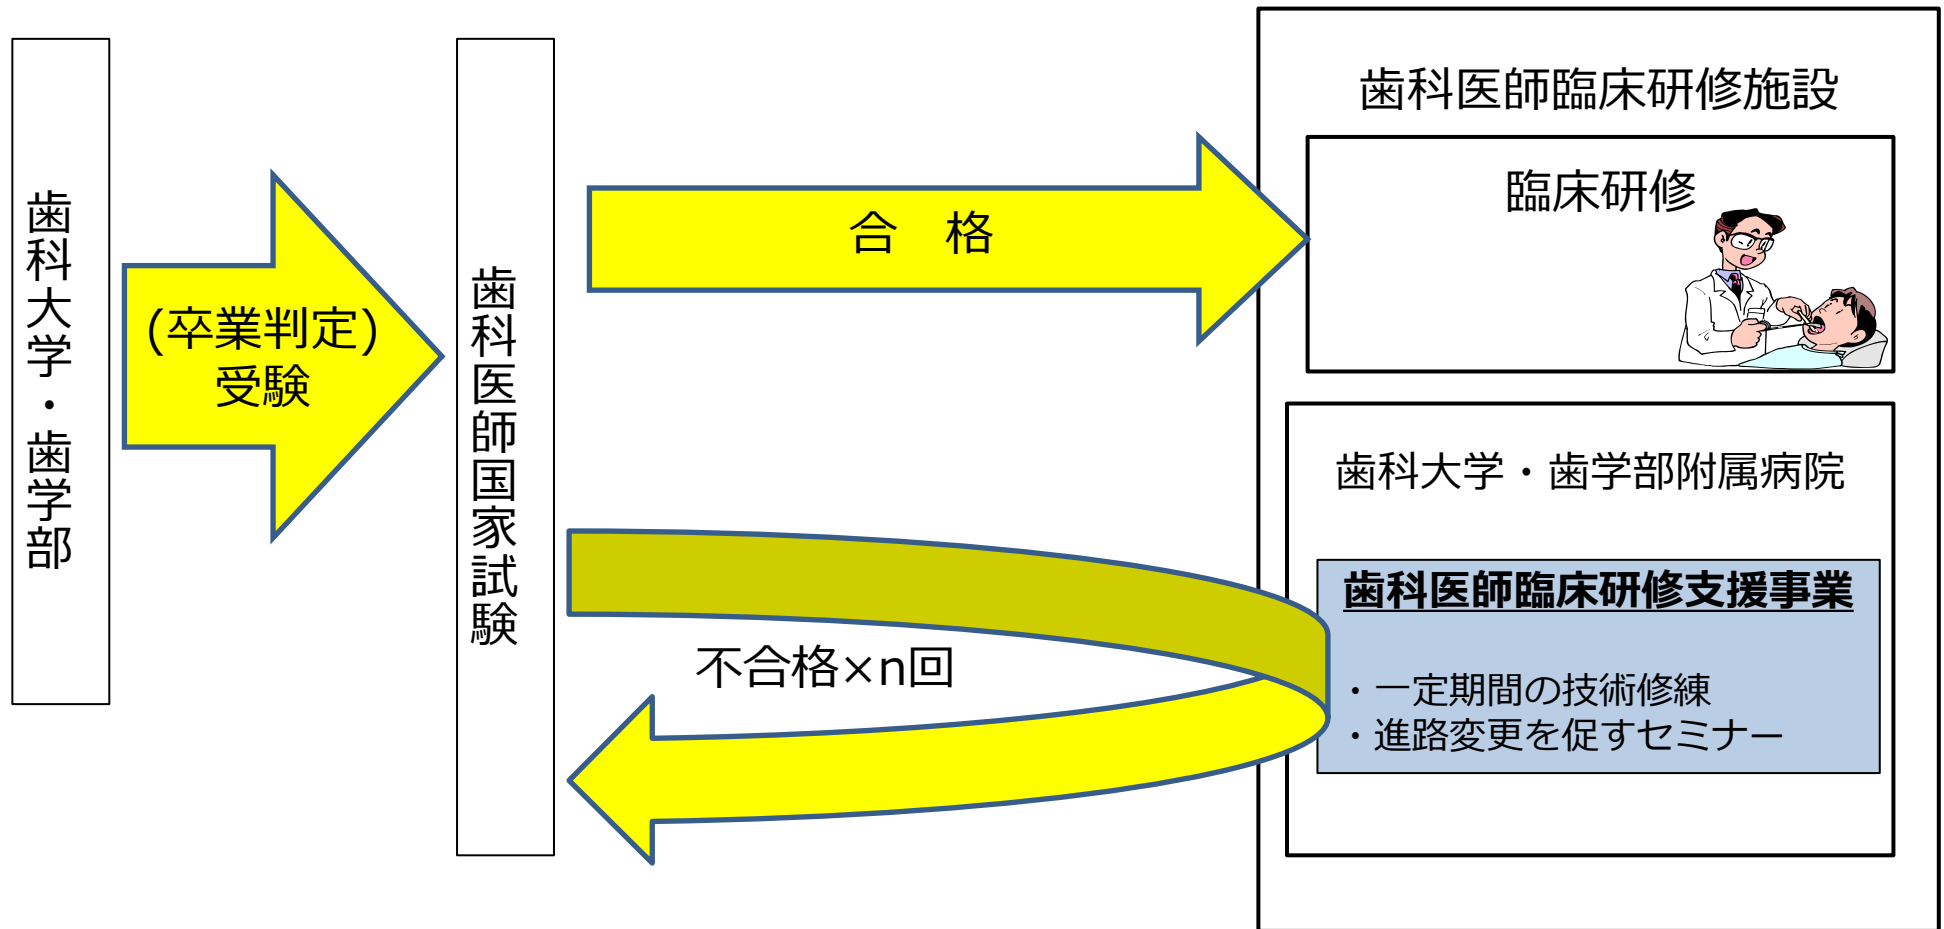 歯科大学・歯学部
(卒業判定)
受験
歯科医師国家試験
合　格
不合格×n回
歯科医師臨床研修施設
臨床研修
歯科大学・歯学部附属病院
歯科医師臨床研修支援事業
・一定期間の技術修練
・進路変更を促すセミナー